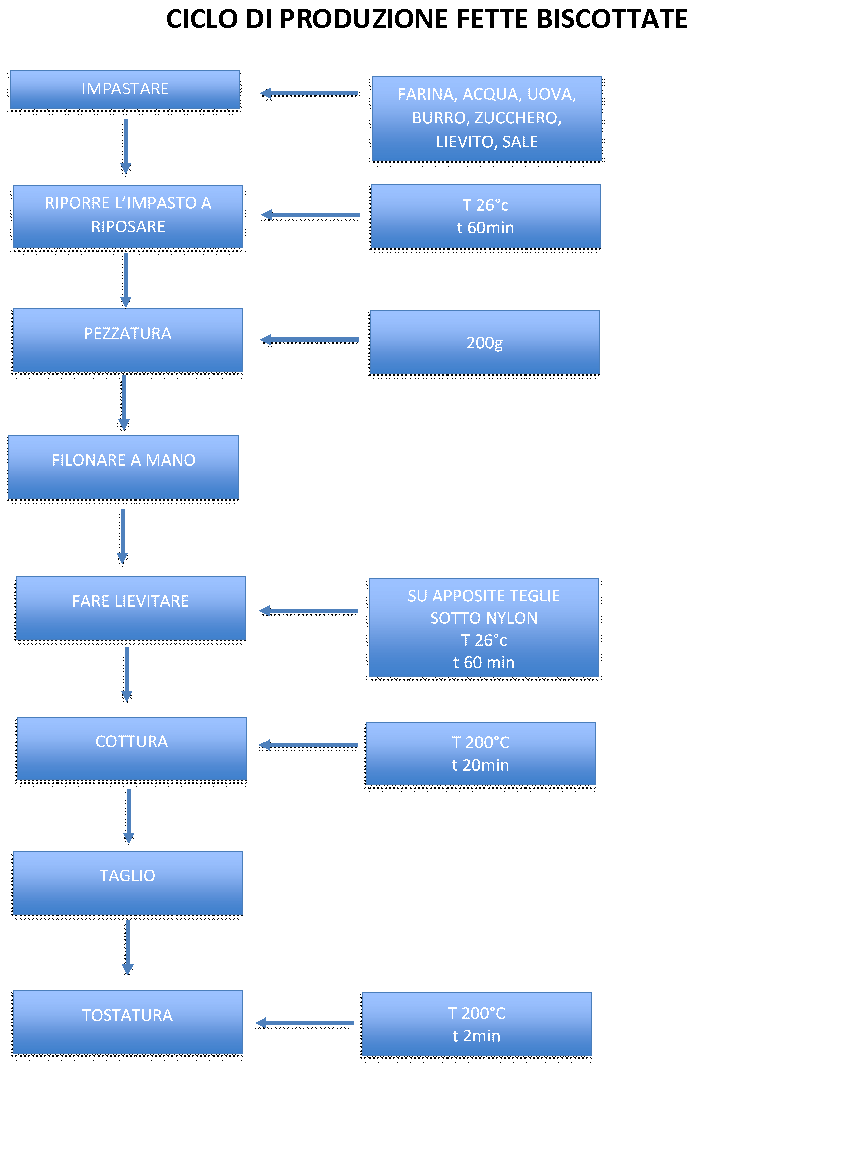 CICLO DI PRODUZIONE FETTE BISCOTTATE
IMPASTARE
FARINA, ACQUA, UOVA,
BURRO, ZUCCHERO,
LIEVITO, SALE
RIPORRE L'IMPASTO A
RIPOSARE
T 26°c
t 60min
PEZZATURA
200g
FILONARE A MANO
FARE LIEVITARE
SU APPOSITE TEGLIE
SOTTO NYLON
T 26°c
t 60 min
COTTURA
T 200°C
t 20min
TAGLIO
TOSTATURA
T 200°C
t 2min